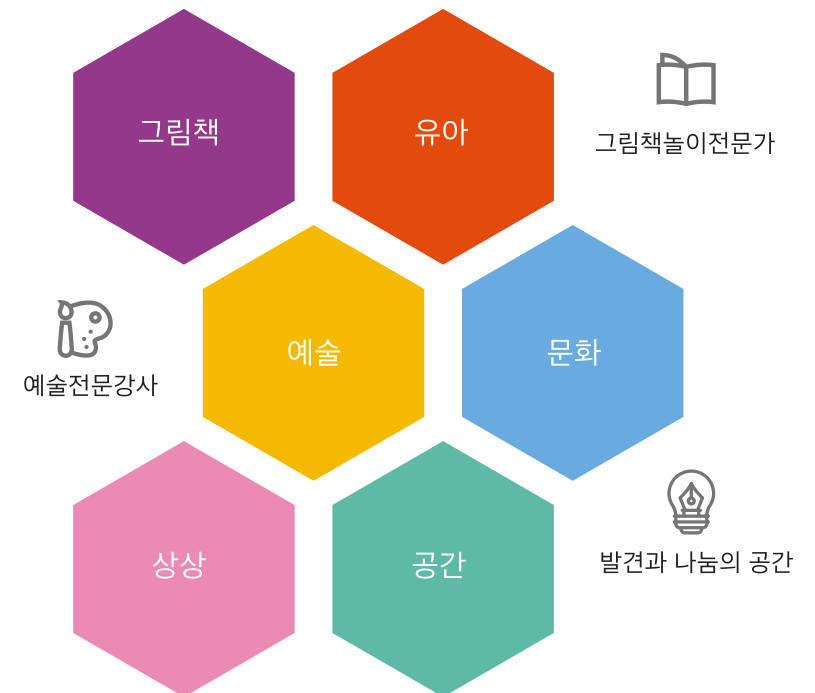 그림책
유아
그림책놀이전문가
예술
문화
예술전문강사
상상
공간
발견과 나눔의 공간